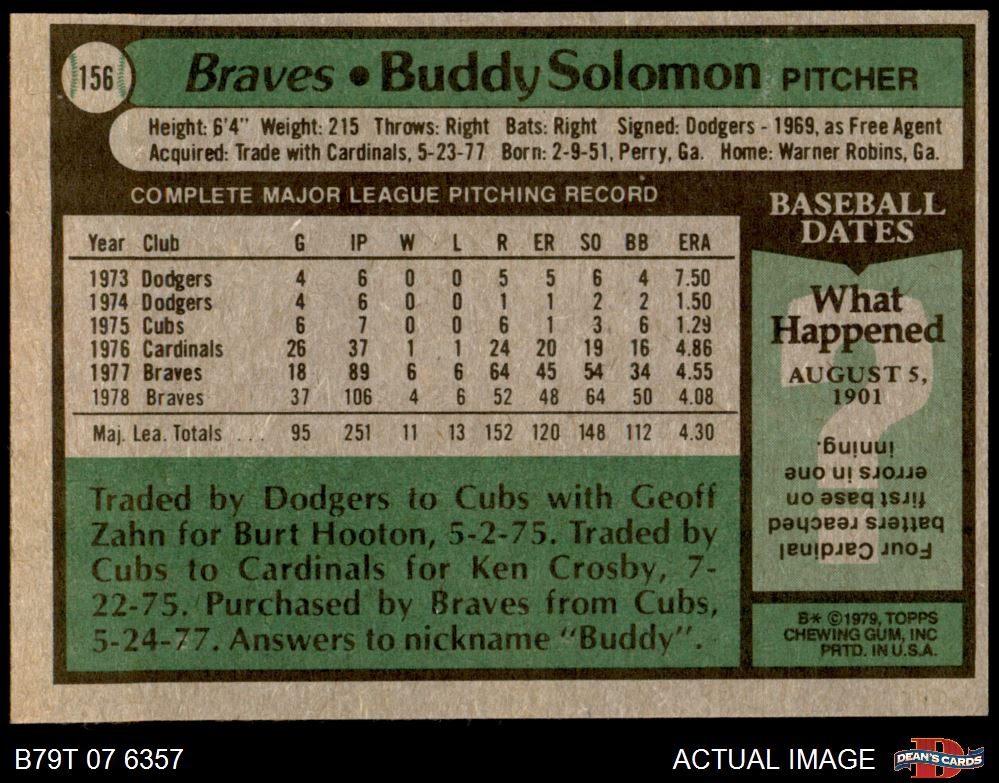 156
Braves • Buddy Solomon PITCHER
Height: 6'4" Weight: 215 Throws: Right Bats: Right Signed: Dodgers - 1969, as Free Agent
Acquired: Trade with Cardinals, 5-23-77 Born: 2-9-51, Perry, Ga. Home: Warner Robins, Ga.
COMPLETE MAJOR LEAGUE PITCHING RECORD
Year Club G IP W L R ER SO BB ERA
1973 Dodgers 4 6 0 0 5 5 6 4 7.50
1974 Dodgers 4 6 0 0 1 1 2 2 1.50
1975 Cubs 6 7 0 0 6 1 3 6 1.29
1976 Cardinals 26 37 1 1 24 20 19 16 4.86
1977 Braves 18 89 6 6 64 45 54 34 4.55
1978 Braves 37 106 4 6 52 48 64 50 4.08
Maj. Lea. Totals ... 95 251 11 13 152 120 148 112 4.30
Traded by Dodgers to Cubs with Geoff
Zahn for Burt Hooton, 5-2-75. Traded by
Cubs to Cardinals for Ken Crosby, 7-
22-75. Purchased by Braves from Cubs,
5-24-77. Answers to nickname "Buddy".
BASEBALL
DATES
What
Happened
AUGUST 5,
1901
Four Cardinal
batters reached
first base on
errors in one
inning.
B* ©1979, TOPPS
CHEWING GUM, INC
PRTD. IN U.S.A.
B79T 07 6357
ACTUAL IMAGE
D
DEAN'S CARDS